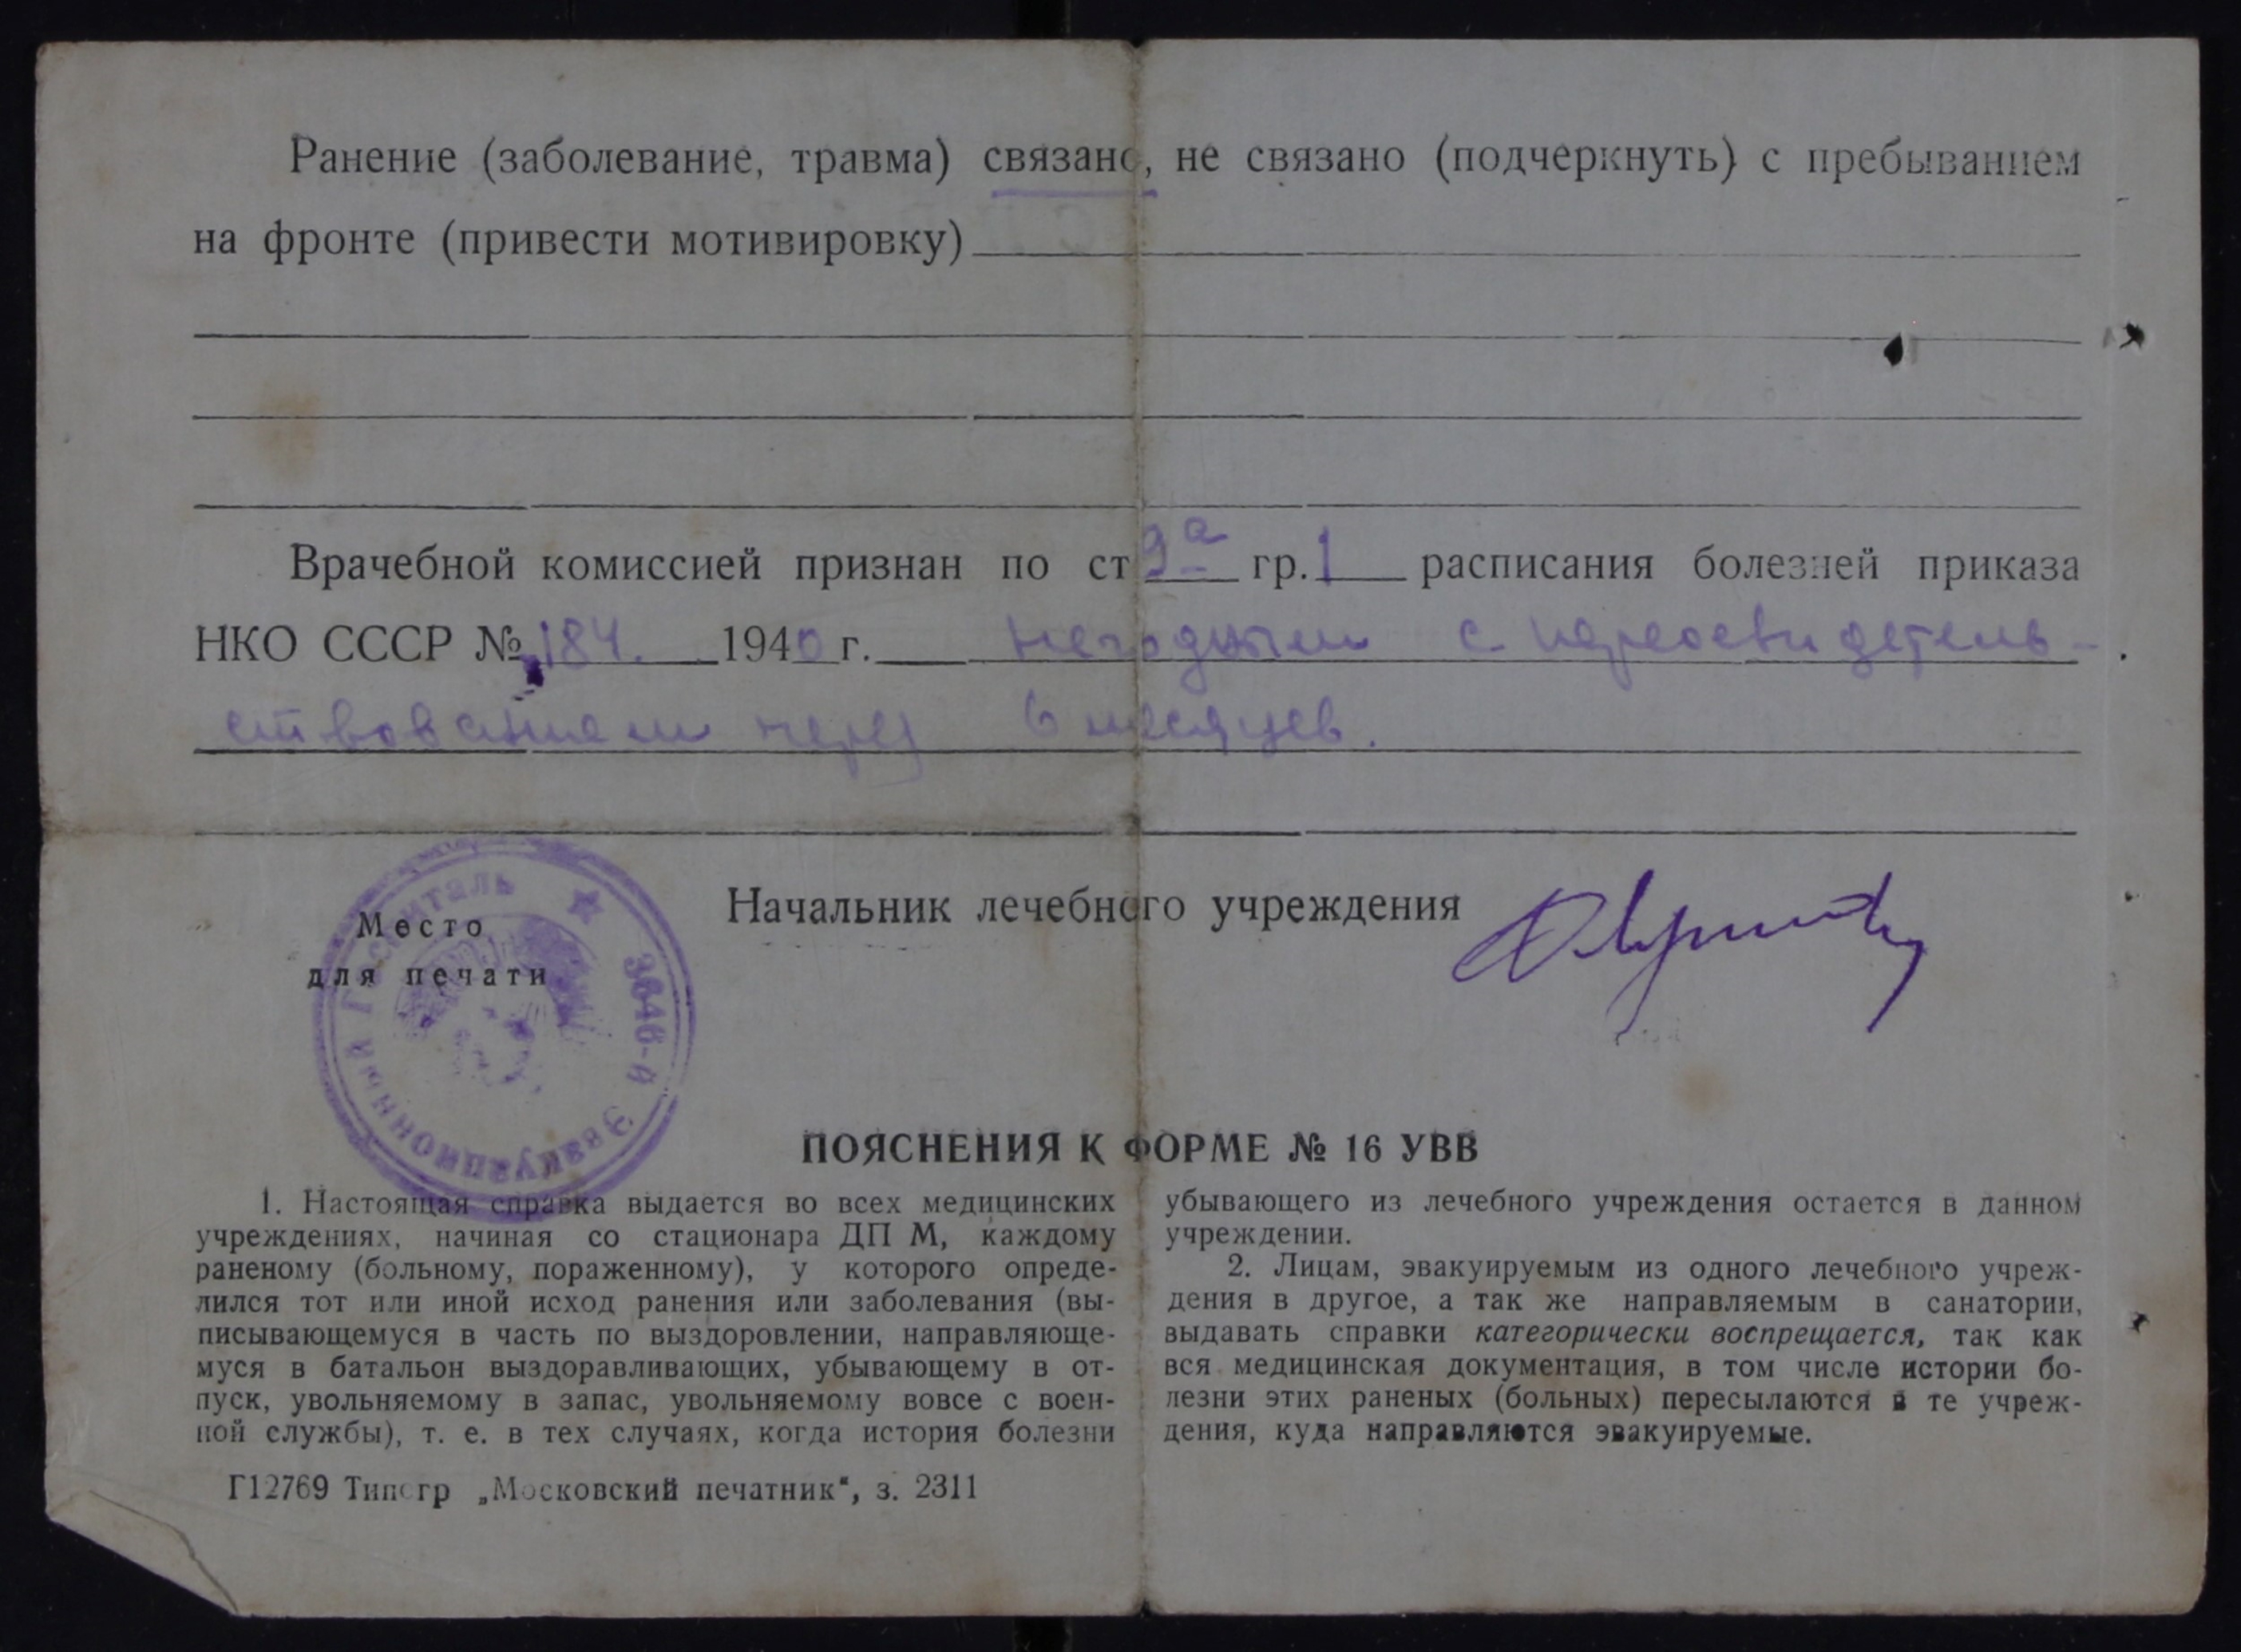 Ранение (заболевание, травма) связано, не связано (подчеркнуть) с пребыванием
на фронте (привести мотивировку)
Врачебной комиссией признан по ст 9а гр. 1 расписания болезней приказа
НКО СССР № 184. 1940 г. негодным с переосвидетель-
ствованием через 6 месяцев.
Начальник лечебного учреждения
Место
для печати
3646-й Эвакуационный Госпиталь
ПОЯСНЕНИЯ К ФОРМЕ № 16 УВВ
1. Настоящая справка выдается во всех медицинских
учреждениях, начиная со стационара ДП М, каждому
раненому (больному, пораженному), у которого опреде-
лился тот или иной исход ранения или заболевания (вы-
писывающемуся в часть по выздоровлении, направляюще-
муся в батальон выздоравливающих, убывающему в от-
пуск, увольняемому в запас, увольняемому вовсе с воен-
ной службы), т. е. в тех случаях, когда история болезни
убывающего из лечебного учреждения остается в данном
учреждении.
2. Лицам, эвакуируемым из одного лечебного учреж-
дения в другое, а так же направляемым в санатории,
выдавать справки категорически воспрещается, так как
вся медицинская документация, в том числе истории бо-
лезни этих раненых (больных) пересылаются в те учреж-
дения, куда направляются эвакуируемые.
Г12769 Типогр „Московский печатник“, з. 2311